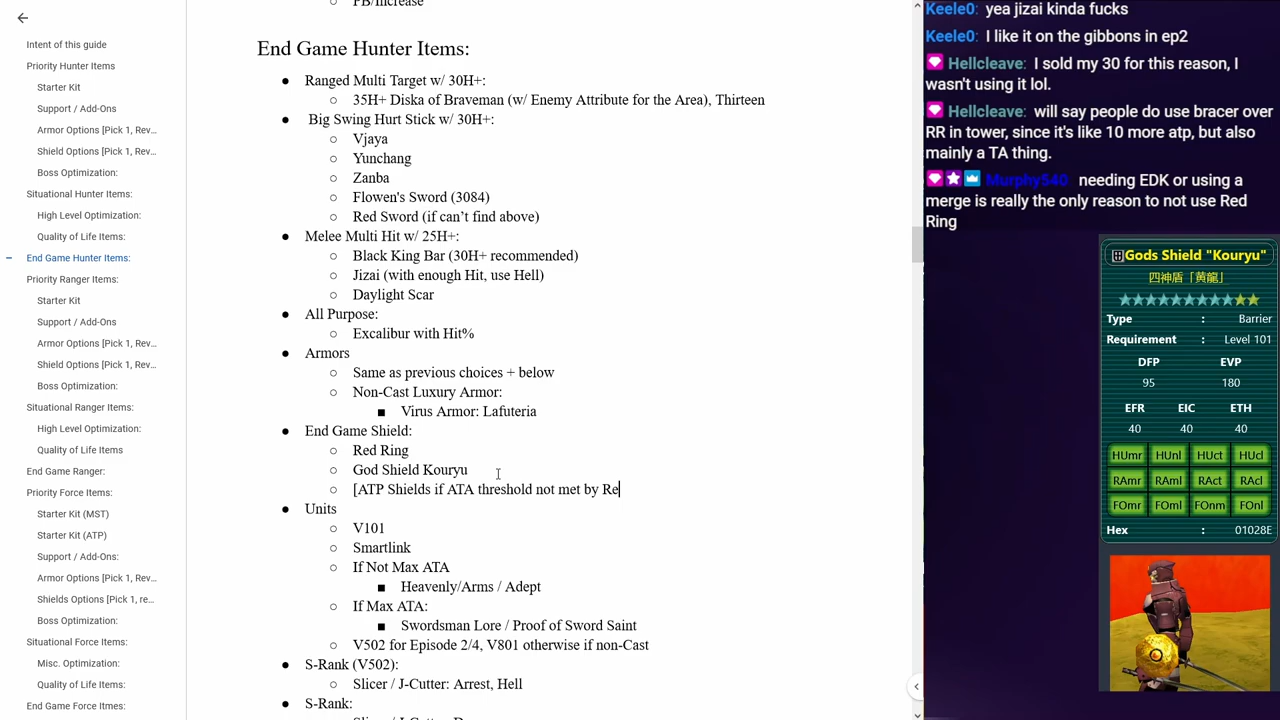 PB/Increase
Intent of this guide
Priority Hunter Items
Starter Kit
Support / Add-Ons
Armor Options [Pick 1, Rev...
Shield Options [Pick 1, Rev...
Boss Optimization:
Situational Hunter Items:
High Level Optimization:
Quality of Life Items:
End Game Hunter Items:
Priority Ranger Items:
Starter Kit
Support / Add-Ons:
Armor Options [Pick 1, Rev...
Shield Options [Pick 1, Rev...
Boss Optimization:
Situational Ranger Items:
High Level Optimization:
Quality of Life Items
End Game Ranger:
Priority Force Items:
Starter Kit (MST)
Starter Kit (ATP)
Support / Add-Ons:
Armor Options [Pick 1, Rev...
Shields Options [Pick 1, re...
Boss Optimization:
Situational Force Items:
Misc. Optimization:
Quality of Life Items:
End Game Force Itmes:
End Game Hunter Items:
● Ranged Multi Target w/ 30H+:
○ 35H+ Diska of Braveman (w/ Enemy Attribute for the Area), Thirteen
● Big Swing Hurt Stick w/ 30H+:
○ Vjaya
○ Yunchang
○ Zanba
○ Flowen's Sword (3084)
○ Red Sword (if can’t find above)
● Melee Multi Hit w/ 25H+:
○ Black King Bar (30H+ recommended)
○ Jizai (with enough Hit, use Hell)
○ Daylight Scar
● All Purpose:
○ Excalibur with Hit%
● Armors
○ Same as previous choices + below
○ Non-Cast Luxury Armor:
■ Virus Armor: Lafuteria
● End Game Shield:
○ Red Ring
○ God Shield Kouryu
○ [ATP Shields if ATA threshold not met by Re
● Units
○ V101
○ Smartlink
○ If Not Max ATA
■ Heavenly/Arms / Adept
○ If Max ATA:
■ Swordsman Lore / Proof of Sword Saint
○ V502 for Episode 2/4, V801 otherwise if non-Cast
● S-Rank (V502):
○ Slicer / J-Cutter: Arrest, Hell
● S-Rank:
Keele0: yea jizai kinda fucks
Keele0: I like it on the gibbons in ep2
Hellcleave: I sold my 30 for this reason, I
wasn't using it lol.
Hellcleave: will say people do use bracer over
RR in tower, since it's like 10 more atp, but also
mainly a TA thing.
Murphy540 needing EDK or using a
merge is really the only reason to not use Red
Ring
Gods Shield "Kouryu"
四神盾「黄龍」
Type : Barrier
Requirement : Level 101
DFP EVP
95 180
EFR EIC ETH
40 40 40
HUmr HUnl HUct HUcl
RAmr RAml RAct RAcl
FOmr FOml FOnm FOnl
Hex : 01028E